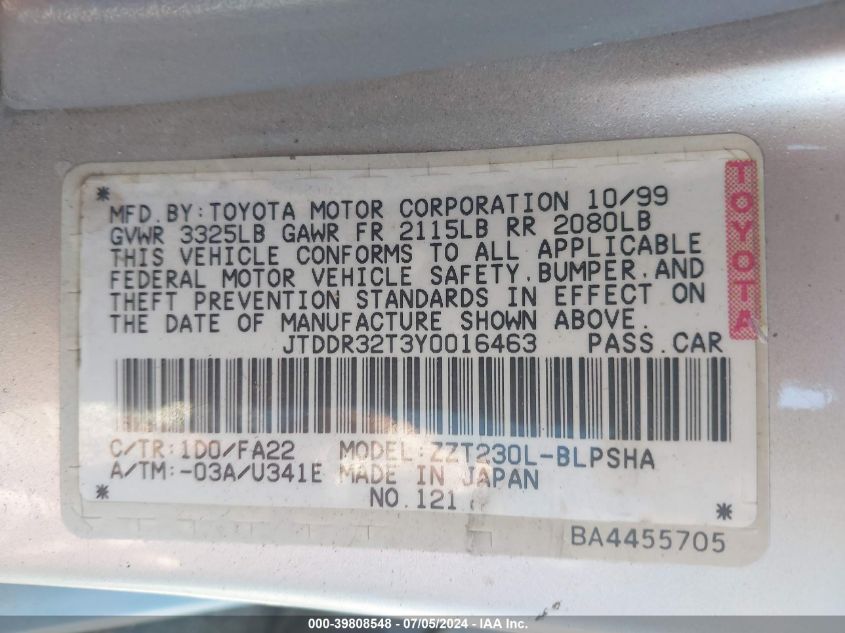 MFD.BY:TOYOTA MOTOR CORPORATION 10/99
GVWR 3325LB GAWR FR 2115LB RR 2080LB
THIS VEHICLE CONFORMS TO ALL APPLICABLE
FEDERAL MOTOR VEHICLE SAFETY,BUMPER,AND
THEFT PREVENTION STANDARDS IN EFFECT ON
THE DATE OF MANUFACTURE SHOWN ABOVE.
JTDDR32T3Y0016463 PASS.CAR
TOYOTA
C/TR:1D0/FA22 MODEL:ZZT230L-BLPSHA
A/TM:-03A/U341E MADE IN JAPAN
NO.121
BA4455705
000-39808548 - 07/05/2024 - IAA Inc.